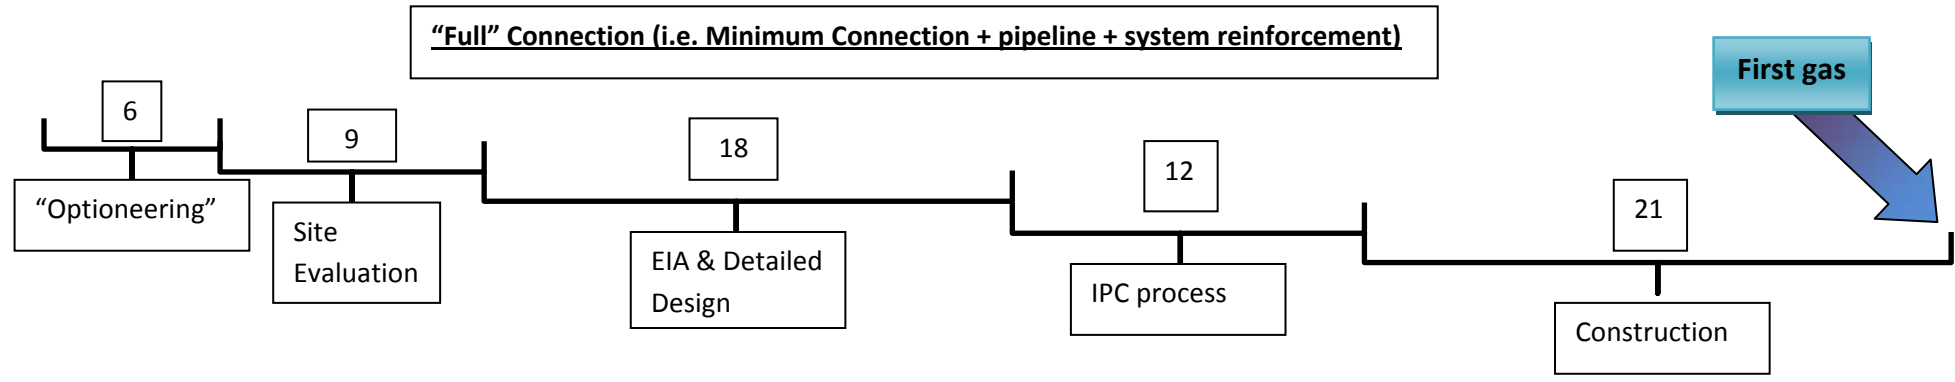 “Full” Connection (i.e. Minimum Connection + pipeline + system reinforcement)
First gas
6
“Optioneering”
9
Site
Evaluation
18
EIA & Detailed
Design
12
IPC process
21
Construction